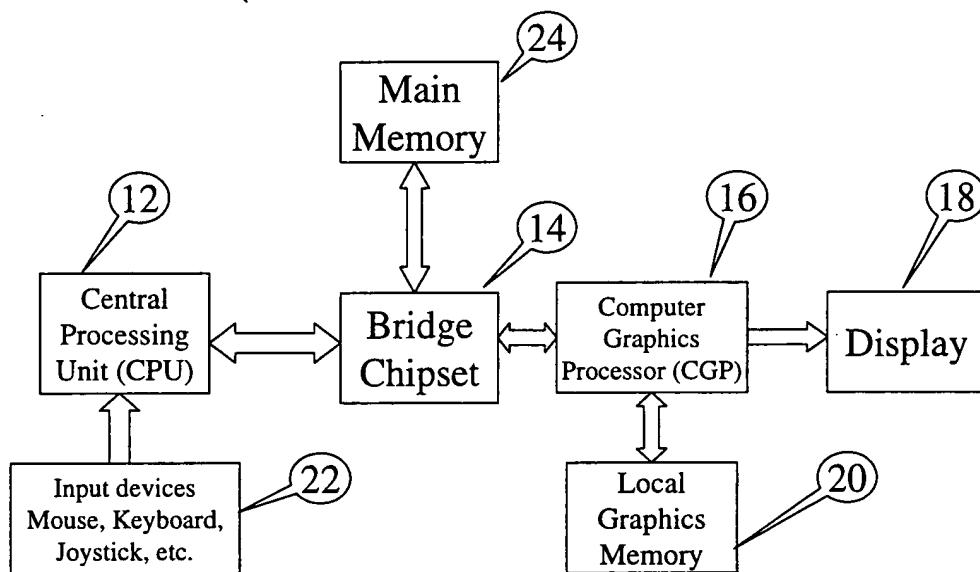 24
Main
Memory
12
14
16
18
Central
Processing
Unit (CPU)
Bridge
Chipset
Computer
Graphics
Processor (CGP)
Display
Input devices
Mouse, Keyboard,
Joystick, etc.
22
Local
Graphics
Memory
20